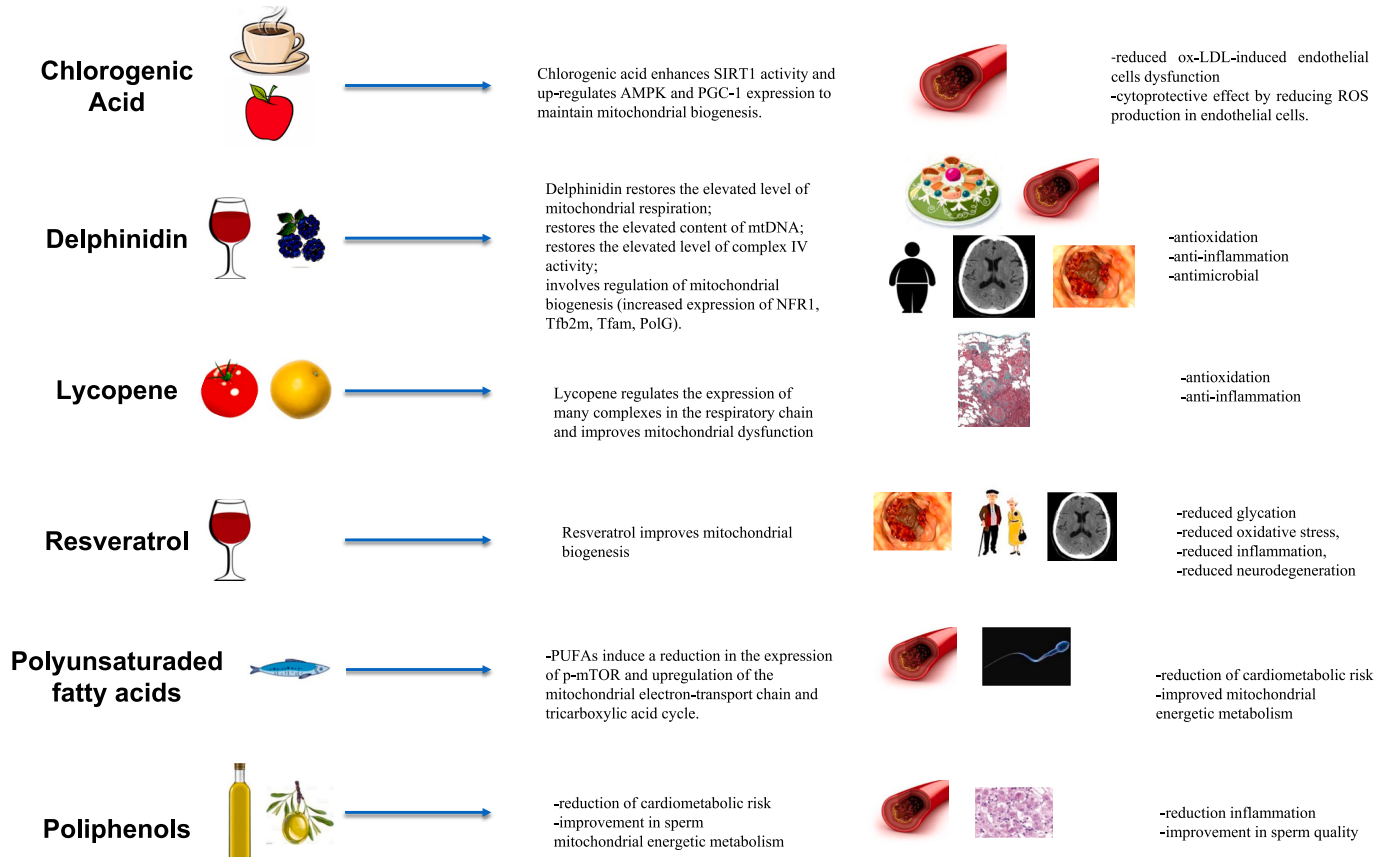 Chlorogenic
Acid
Chlorogenic acid enhances SIRT1 activity and
up-regulates AMPK and PGC-1 expression to
maintain mitochondrial biogenesis.
-reduced ox-LDL-induced endothelial
cells dysfunction
-cytoprotective effect by reducing ROS
production in endothelial cells.
Delphinidin
Delphinidin restores the elevated level of
mitochondrial respiration;
restores the elevated content of mtDNA;
restores the elevated level of complex IV
activity;
involves regulation of mitochondrial
biogenesis (increased expression of NFR1,
Tfb2m, Tfam, PolG).
-antioxidation
-anti-inflammation
-antimicrobial
Lycopene
Lycopene regulates the expression of
many complexes in the respiratory chain
and improves mitochondrial dysfunction
-antioxidation
-anti-inflammation
Resveratrol
Resveratrol improves mitochondrial
biogenesis
-reduced glycation
-reduced oxidative stress,
-reduced inflammation,
-reduced neurodegeneration
Polyunsaturaded
fatty acids
-PUFAs induce a reduction in the expression
of p-mTOR and upregulation of the
mitochondrial electron-transport chain and
tricarboxylic acid cycle.
-reduction of cardiometabolic risk
-improved mitochondrial
energetic metabolism
Poliphenols
-reduction of cardiometabolic risk
-improvement in sperm
mitochondrial energetic metabolism
-reduction inflammation
-improvement in sperm quality